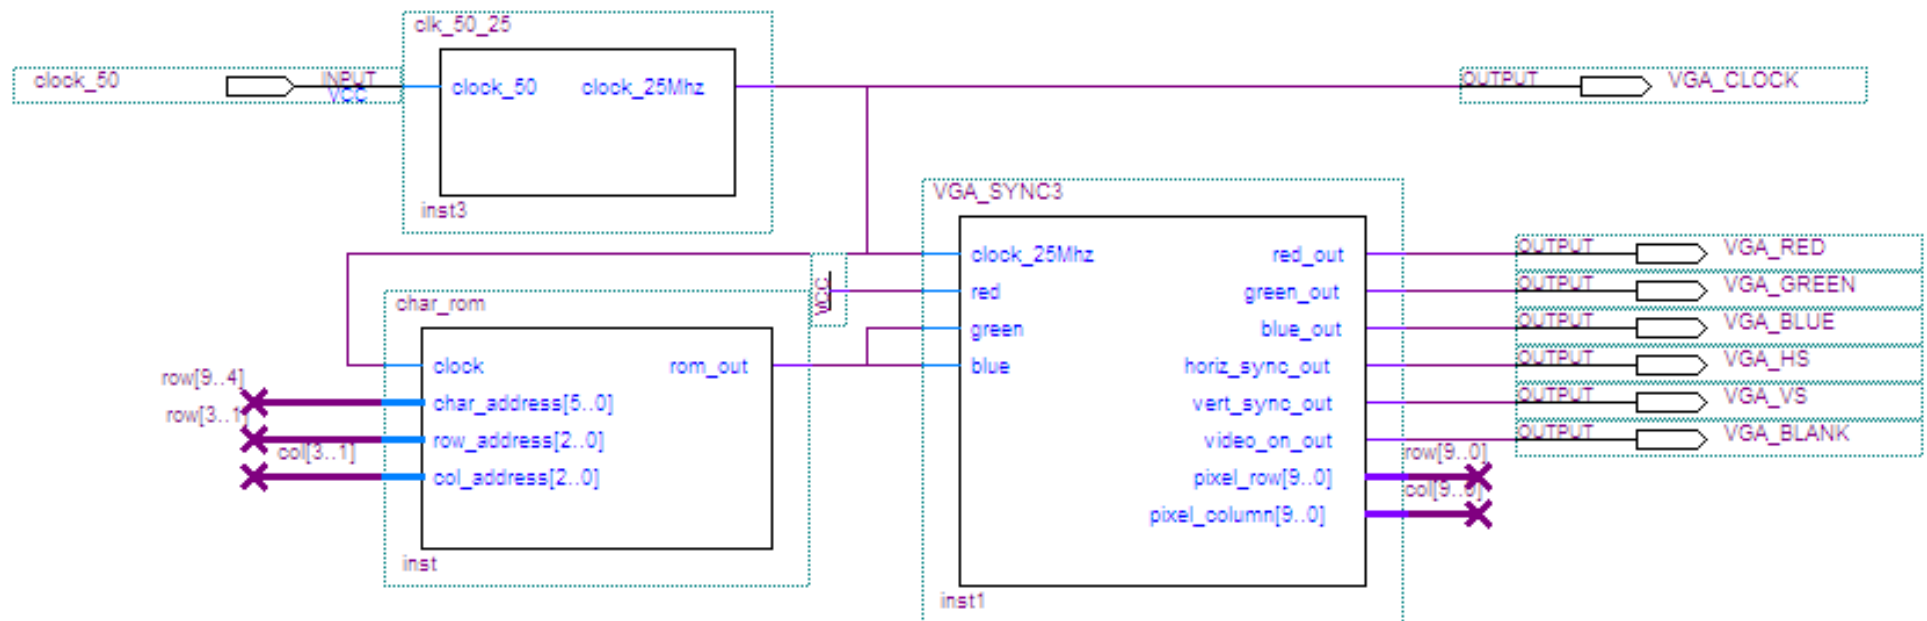 clk_50_25
clock_50
INPUT
VCC
clock_50
clock_25Mhz
OUTPUT
VGA_CLOCK
inst3
VGA_SYNC3
clock_25Mhz
red
green
blue
red_out
green_out
blue_out
horiz_sync_out
vert_sync_out
video_on_out
pixel_row[9..0]
pixel_column[9..0]
inst1
VCC
char_rom
clock
rom_out
char_address[5..0]
row_address[2..0]
col_address[2..0]
inst
row[9..4]
row[3..1]
col[3..1]
OUTPUT
VGA_RED
OUTPUT
VGA_GREEN
OUTPUT
VGA_BLUE
OUTPUT
VGA_HS
OUTPUT
VGA_VS
OUTPUT
VGA_BLANK
row[9..0]
col[9..0]